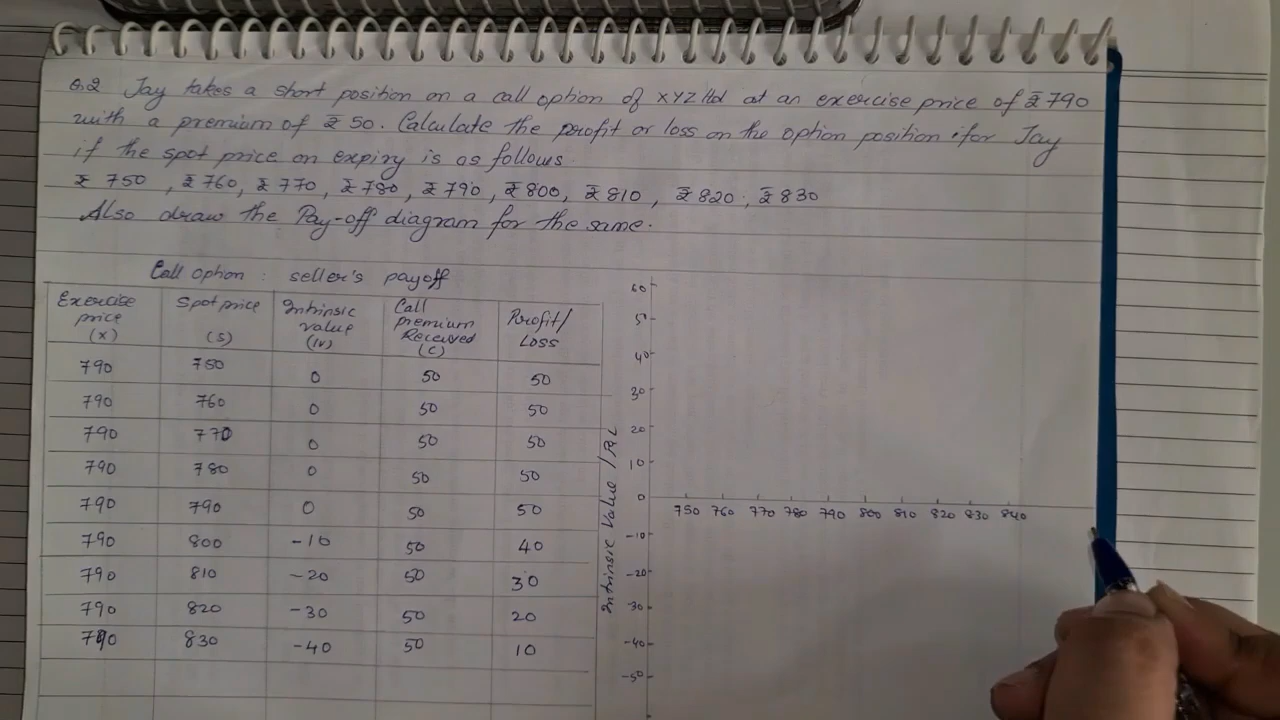 Q.2 Jay takes a short position on a call option of XYZ ltd at an exercise price of ₹790
with a premium of ₹ 50. Calculate the profit or loss on the option position for Jay
if the spot price on expiry is as follows.
₹ 750, ₹ 760, ₹ 770, ₹ 780, ₹ 790, ₹ 800, ₹ 810, ₹ 820, ₹ 830
Also draw the Pay-off diagram for the same.
Call option : seller's payoff
Exercise price (X) Spot price (S) Intrinsic value (IV) Call premium Received (C) Profit/ Loss
790 750 0 50 50
790 760 0 50 50
790 770 0 50 50
790 780 0 50 50
790 790 0 50 50
790 800 -10 50 40
790 810 -20 50 30
790 820 -30 50 20
790 830 -40 50 10
Intrinsic Value / P/L
60
50
40
30
20
10
0
750 760 770 780 790 800 810 820 830 840
-10
-20
-30
-40
-50